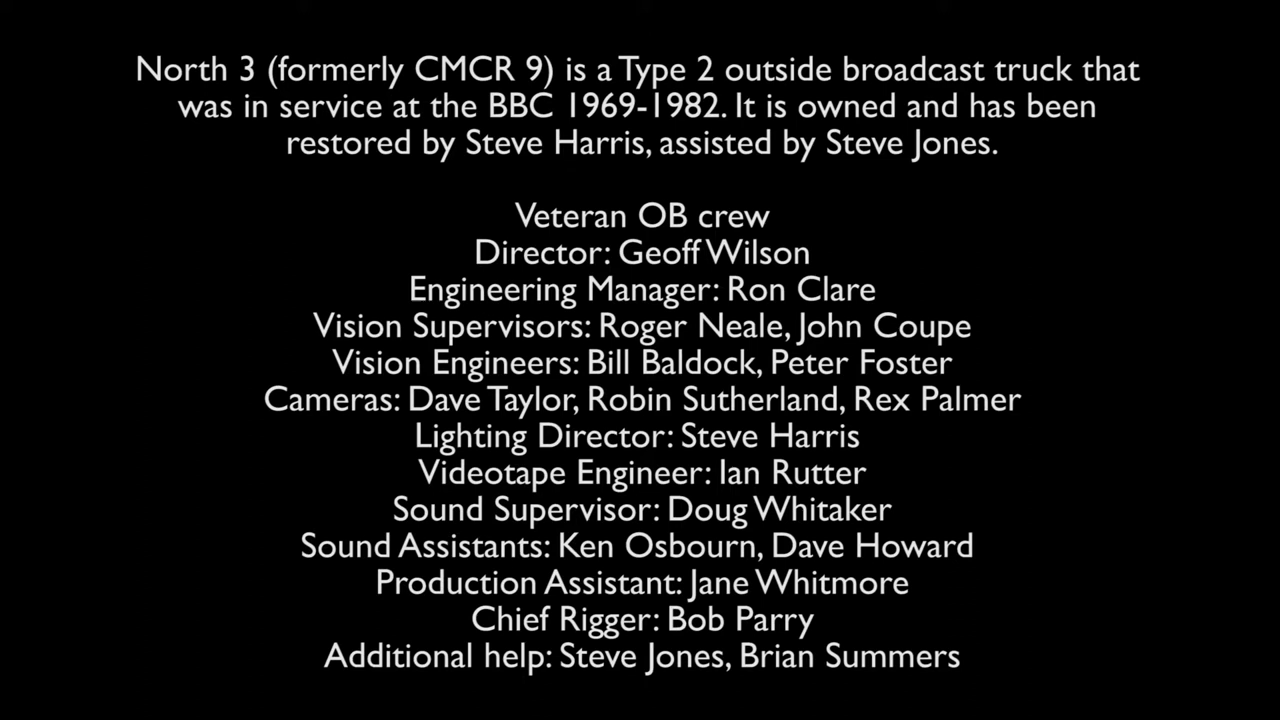 North 3 (formerly CMCR 9) is a Type 2 outside broadcast truck that
was in service at the BBC 1969-1982. It is owned and has been
restored by Steve Harris, assisted by Steve Jones.
Veteran OB crew
Director: Geoff Wilson
Engineering Manager: Ron Clare
Vision Supervisors: Roger Neale, John Coupe
Vision Engineers: Bill Baldock, Peter Foster
Cameras: Dave Taylor, Robin Sutherland, Rex Palmer
Lighting Director: Steve Harris
Videotape Engineer: Ian Rutter
Sound Supervisor: Doug Whitaker
Sound Assistants: Ken Osbourn, Dave Howard
Production Assistant: Jane Whitmore
Chief Rigger: Bob Parry
Additional help: Steve Jones, Brian Summers